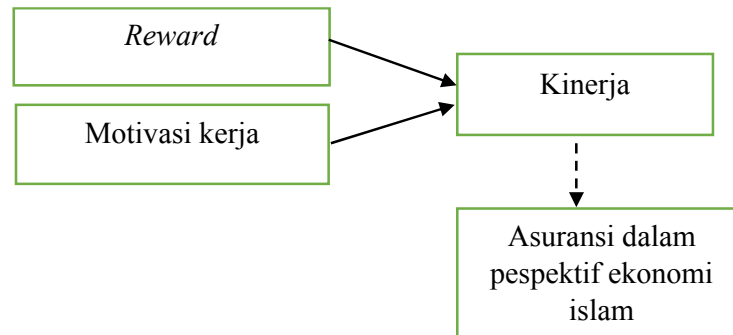 Reward
Kinerja
Motivasi kerja
Asuransi dalam
pespektif ekonomi
islam